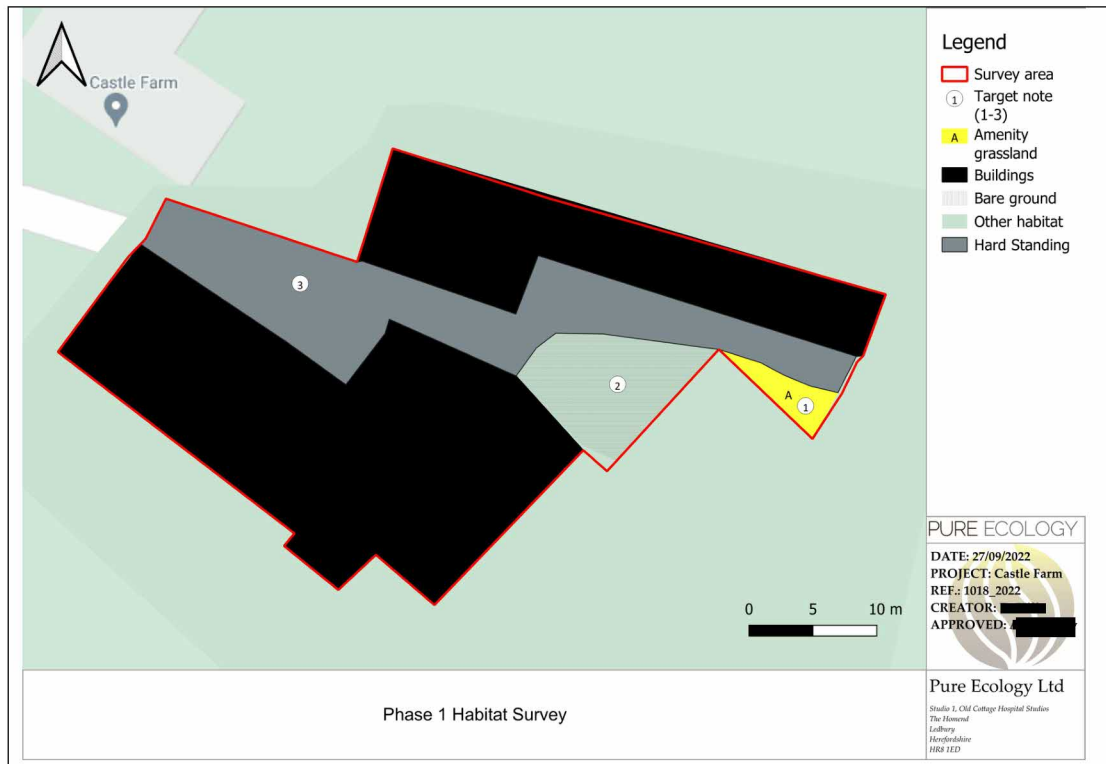 Castle Farm
3
2
A
1
0 5 10 m
Phase 1 Habitat Survey
Legend
Survey area
1 Target note
(1-3)
A Amenity
grassland
Buildings
Bare ground
Other habitat
Hard Standing
PURE ECOLOGY
DATE: 27/09/2022
PROJECT: Castle Farm
REF.: 1018_2022
CREATOR:
APPROVED:
Pure Ecology Ltd
Studio 1, Old Cottage Hospital Studios
The Homend
Ledbury
Herefordshire
HR8 1ED